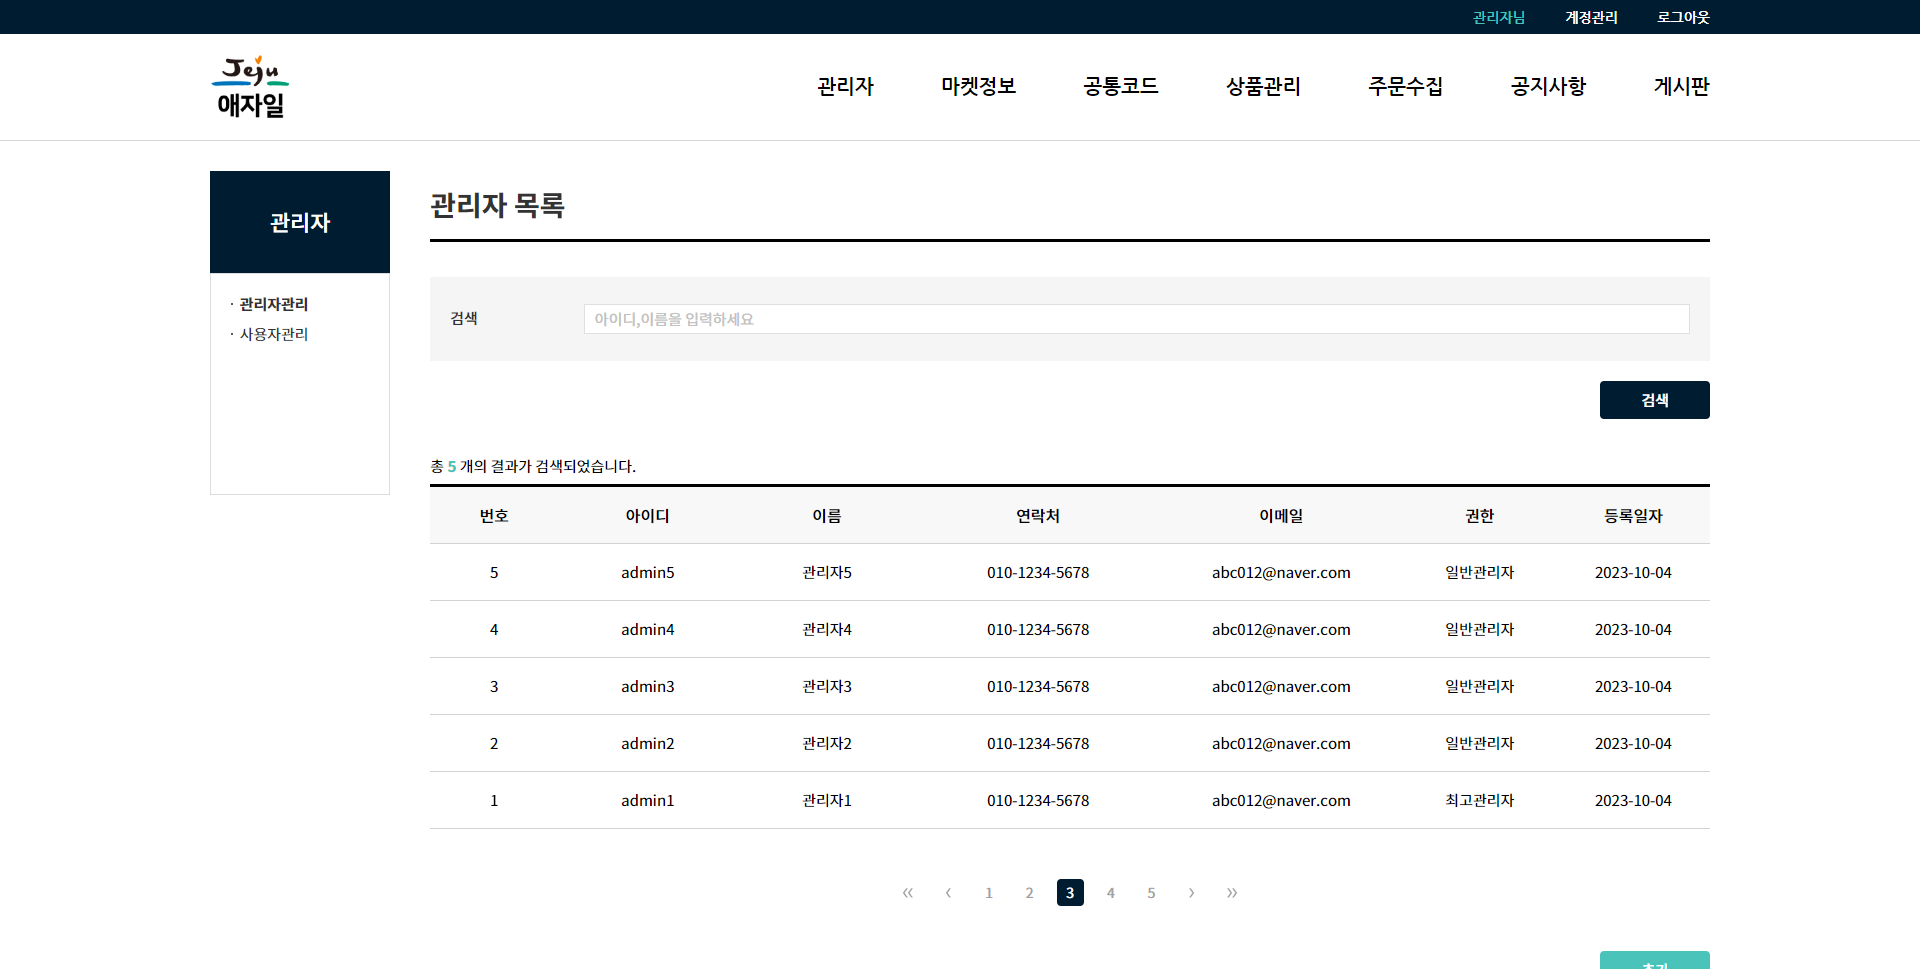 관리자님 계정관리 로그아웃
Jeju
애자일
관리자 마켓정보 공통코드 상품관리 주문수집 공지사항 게시판
관리자
· 관리자관리
· 사용자관리
관리자 목록
검색 아이디,이름을 입력하세요
검색
총 5 개의 결과가 검색되었습니다.
번호 아이디 이름 연락처 이메일 권한 등록일자
5 admin5 관리자5 010-1234-5678 abc012@naver.com 일반관리자 2023-10-04
4 admin4 관리자4 010-1234-5678 abc012@naver.com 일반관리자 2023-10-04
3 admin3 관리자3 010-1234-5678 abc012@naver.com 일반관리자 2023-10-04
2 admin2 관리자2 010-1234-5678 abc012@naver.com 일반관리자 2023-10-04
1 admin1 관리자1 010-1234-5678 abc012@naver.com 최고관리자 2023-10-04
« ‹ 1 2 3 4 5 › »